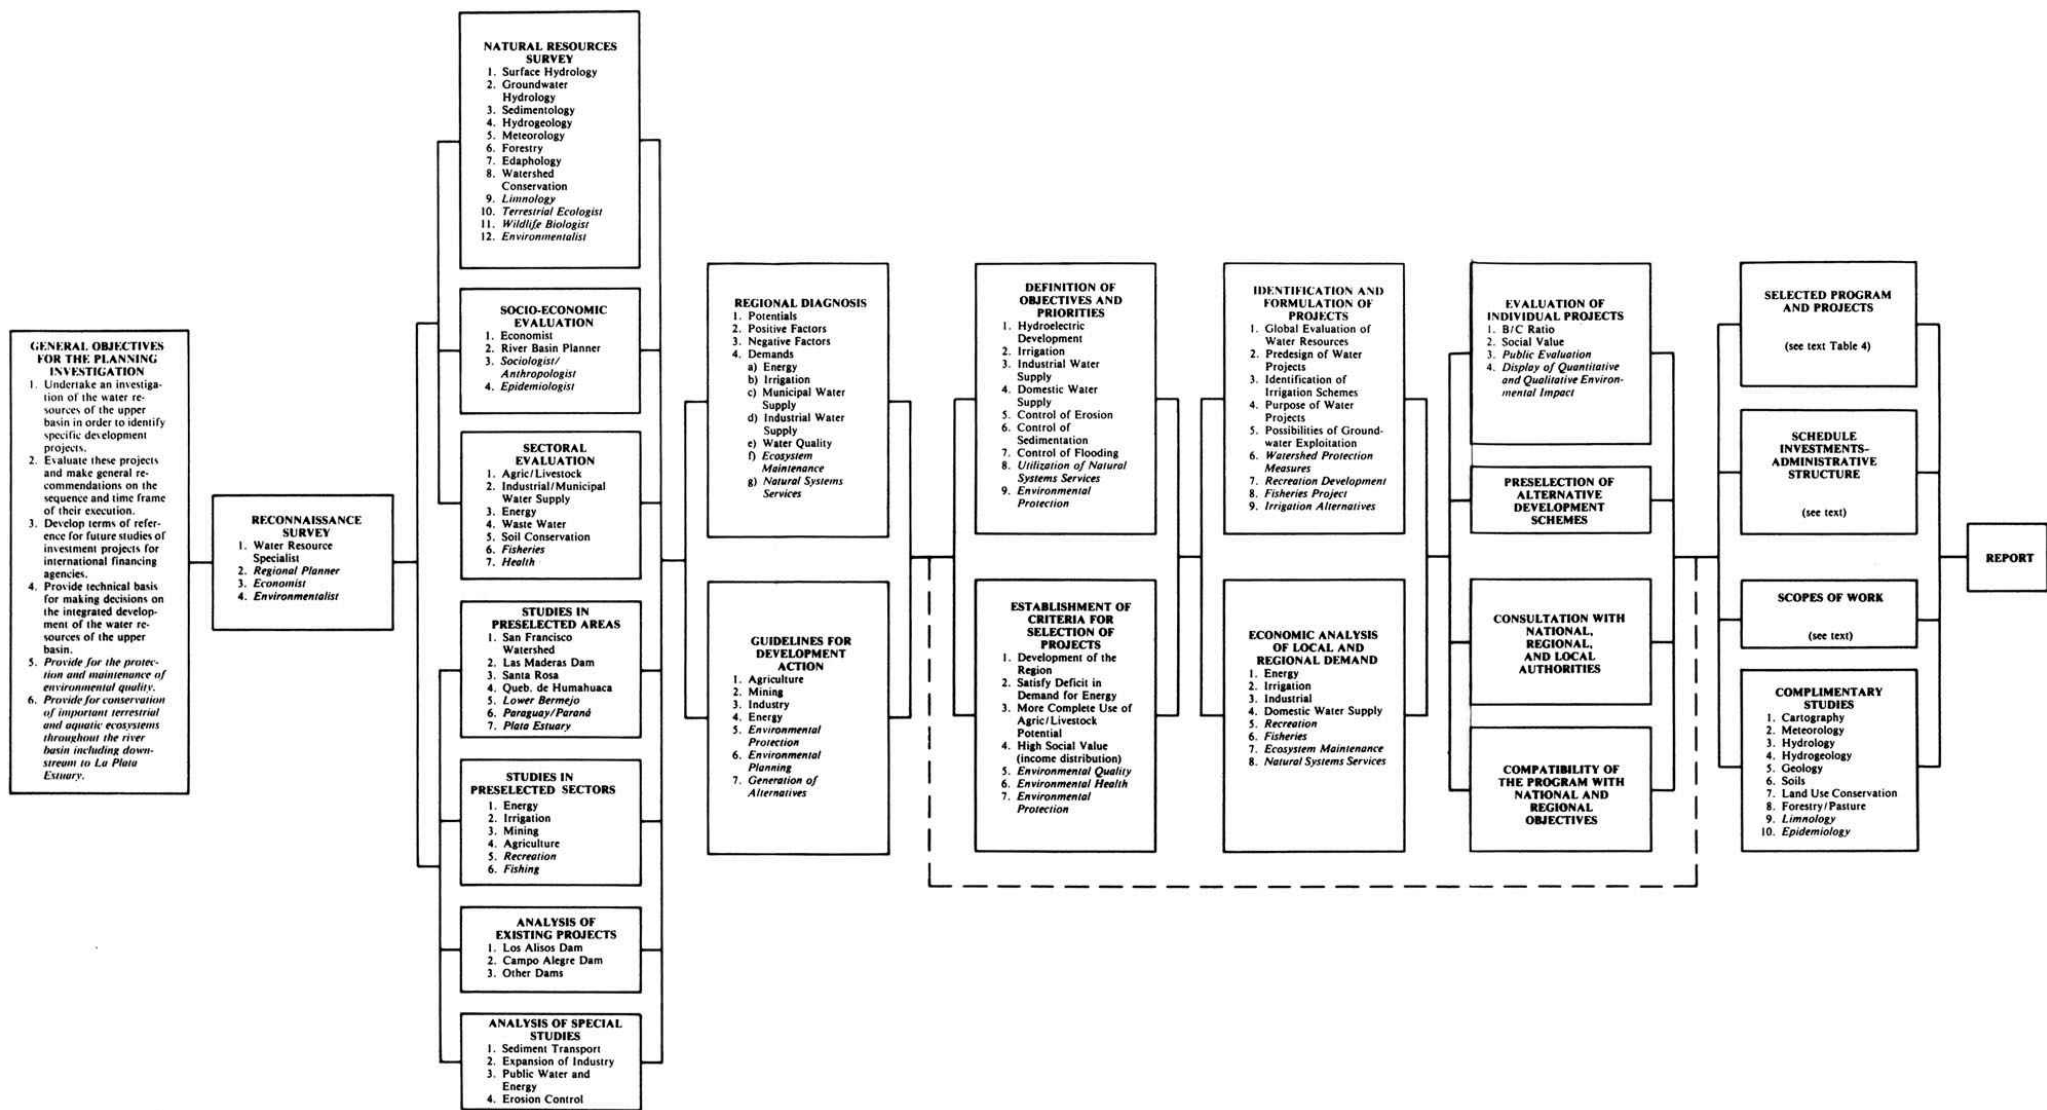 GENERAL OBJECTIVES
FOR THE PLANNING
INVESTIGATION
1. Undertake an investiga-
tion of the water re-
sources of the upper
basin in order to identify
specific development
projects.
2. Evaluate these projects
and make general re-
commendations on the
sequence and time frame
of their execution.
3. Develop terms of refer-
ence for future studies of
investment projects for
international financing
agencies.
4. Provide technical basis
for making decisions on
the integrated develop-
ment of the water re-
sources of the upper
basin.
5. Provide for the protec-
tion and maintenance of
environmental quality.
6. Provide for conservation
of important terrestrial
and aquatic ecosystems
throughout the river
basin including down-
stream to La Plata
Estuary.
RECONNAISSANCE
SURVEY
1. Water Resource
Specialist
2. Regional Planner
3. Economist
4. Environmentalist
NATURAL RESOURCES
SURVEY
1. Surface Hydrology
2. Groundwater
Hydrology
3. Sedimentology
4. Hydrogeology
5. Meteorology
6. Forestry
7. Edaphology
8. Watershed
Conservation
9. Limnology
10. Terrestrial Ecologist
11. Wildlife Biologist
12. Environmentalist
SOCIO-ECONOMIC
EVALUATION
1. Economist
2. River Basin Planner
3. Sociologist/
Anthropologist
4. Epidemiologist
SECTORAL
EVALUATION
1. Agric/Livestock
2. Industrial/Municipal
Water Supply
3. Energy
4. Waste Water
5. Soil Conservation
6. Fisheries
7. Health
STUDIES IN
PRESELECTED AREAS
1. San Francisco
Watershed
2. Las Maderas Dam
3. Santa Rosa
4. Queb. de Humahuaca
5. Lower Bermejo
6. Paraguay/Paraná
7. Plata Estuary
STUDIES IN
PRESELECTED SECTORS
1. Energy
2. Irrigation
3. Mining
4. Agriculture
5. Recreation
6. Fishing
ANALYSIS OF
EXISTING PROJECTS
1. Los Alisos Dam
2. Campo Alegre Dam
3. Other Dams
ANALYSIS OF SPECIAL
STUDIES
1. Sediment Transport
2. Expansion of Industry
3. Public Water and
Energy
4. Erosion Control
REGIONAL DIAGNOSIS
1. Potentials
2. Positive Factors
3. Negative Factors
4. Demands
a) Energy
b) Irrigation
c) Municipal Water
Supply
d) Industrial Water
Supply
e) Water Quality
f) Ecosystem
Maintenance
g) Natural Systems
Services
GUIDELINES FOR
DEVELOPMENT
ACTION
1. Agriculture
2. Mining
3. Industry
4. Energy
5. Environmental
Protection
6. Environmental
Planning
7. Generation of
Alternatives
DEFINITION OF
OBJECTIVES AND
PRIORITIES
1. Hydroelectric
Development
2. Irrigation
3. Industrial Water
Supply
4. Domestic Water
Supply
5. Control of Erosion
6. Control of
Sedimentation
7. Control of Flooding
8. Utilization of Natural
Systems Services
9. Environmental
Protection
ESTABLISHMENT OF
CRITERIA FOR
SELECTION OF
PROJECTS
1. Development of the
Region
2. Satisfy Deficit in
Demand for Energy
3. More Complete Use of
Agric/Livestock
Potential
4. High Social Value
(income distribution)
5. Environmental Quality
6. Environmental Health
7. Environmental
Protection
IDENTIFICATION AND
FORMULATION OF
PROJECTS
1. Global Evaluation of
Water Resources
2. Predesign of Water
Projects
3. Identification of
Irrigation Schemes
4. Purpose of Water
Projects
5. Possibilities of Ground-
water Exploitation
6. Watershed Protection
Measures
7. Recreation Development
8. Fisheries Project
9. Irrigation Alternatives
ECONOMIC ANALYSIS
OF LOCAL AND
REGIONAL DEMAND
1. Energy
2. Irrigation
3. Industrial
4. Domestic Water Supply
5. Recreation
6. Fisheries
7. Ecosystem Maintenance
8. Natural Systems Services
EVALUATION OF
INDIVIDUAL PROJECTS
1. B/C Ratio
2. Social Value
3. Public Evaluation
4. Display of Quantitative
and Qualitative Environ-
mental Impact
PRESELECTION OF
ALTERNATIVE
DEVELOPMENT
SCHEMES
CONSULTATION WITH
NATIONAL,
REGIONAL,
AND LOCAL
AUTHORITIES
COMPATIBILITY OF
THE PROGRAM WITH
NATIONAL AND
REGIONAL
OBJECTIVES
SELECTED PROGRAM
AND PROJECTS
(see text Table 4)
SCHEDULE
INVESTMENTS-
ADMINISTRATIVE
STRUCTURE
(see text)
SCOPES OF WORK
(see text)
COMPLIMENTARY
STUDIES
1. Cartography
2. Meteorology
3. Hydrology
4. Hydrogeology
5. Geology
6. Soils
7. Land Use Conservation
8. Forestry/Pasture
9. Limnology
10. Epidemiology
REPORT